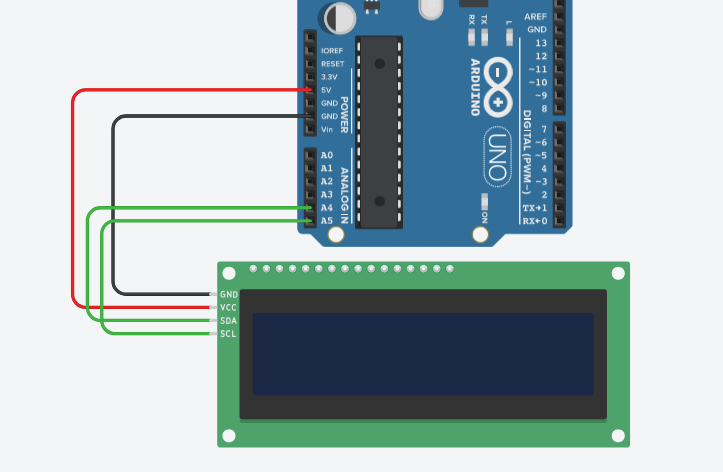 IOREF
RESET
3.3V
5V
GND
GND
Vin
POWER
A0
A1
A2
A3
A4
A5
ANALOG IN
RX
TX
L
ARDUINO
UNO
ON
AREF
GND
13
12
~11
~10
~9
8
7
~6
~5
4
~3
2
TX→1
RX←0
DIGITAL (PWM~)
GND
VCC
SDA
SCL